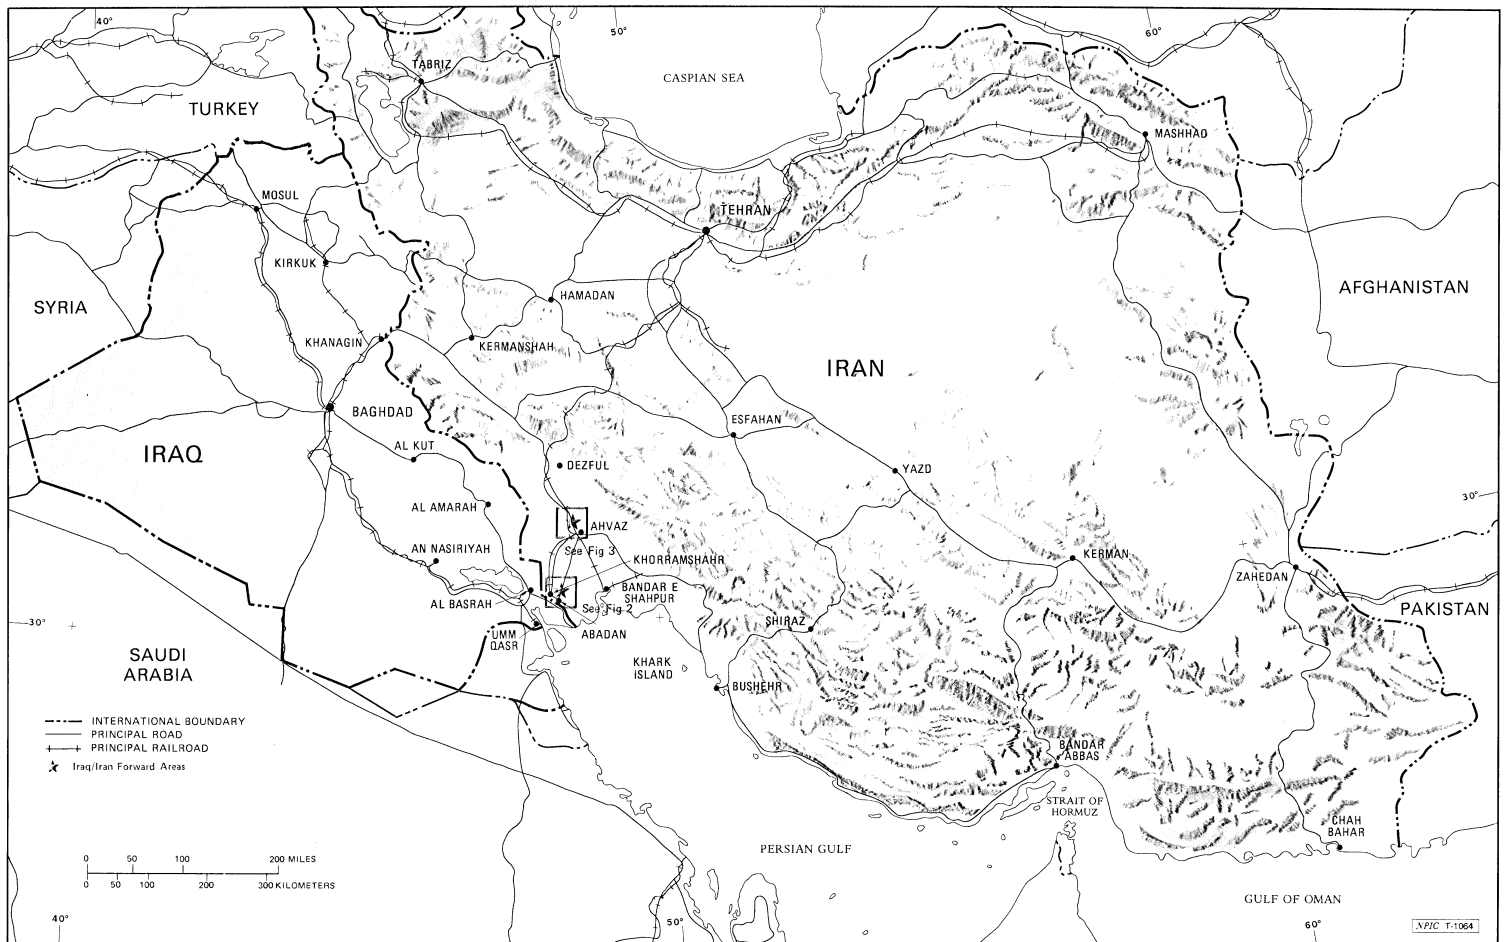 40°
50°
60°
TABRIZ
CASPIAN SEA
TURKEY
MASHHAD
MOSUL
TEHRAN
KIRKUK
HAMADAN
AFGHANISTAN
SYRIA
KHANAGIN
KERMANSHAH
IRAN
BAGHDAD
ESFAHAN
AL KUT
IRAQ
DEZFUL
YAZD
30°
AL AMARAH
AHVAZ
See Fig 3
AN NASIRIYAH
KHORRAMSHAHR
KERMAN
ZAHEDAN
BANDAR E
SHAHPUR
AL BASRAH
See Fig 2
PAKISTAN
30°
SHIRAZ
UMM
QASR
ABADAN
SAUDI
ARABIA
KHARK
ISLAND
BUSHEHR
INTERNATIONAL BOUNDARY
PRINCIPAL ROAD
PRINCIPAL RAILROAD
Iraq/Iran Forward Areas
BANDAR
ABBAS
STRAIT OF
HORMUZ
CHAH
BAHAR
PERSIAN GULF
0 50 100 200 MILES
0 50 100 200 300 KILOMETERS
GULF OF OMAN
40°
50°
60°
NPIC T-1064